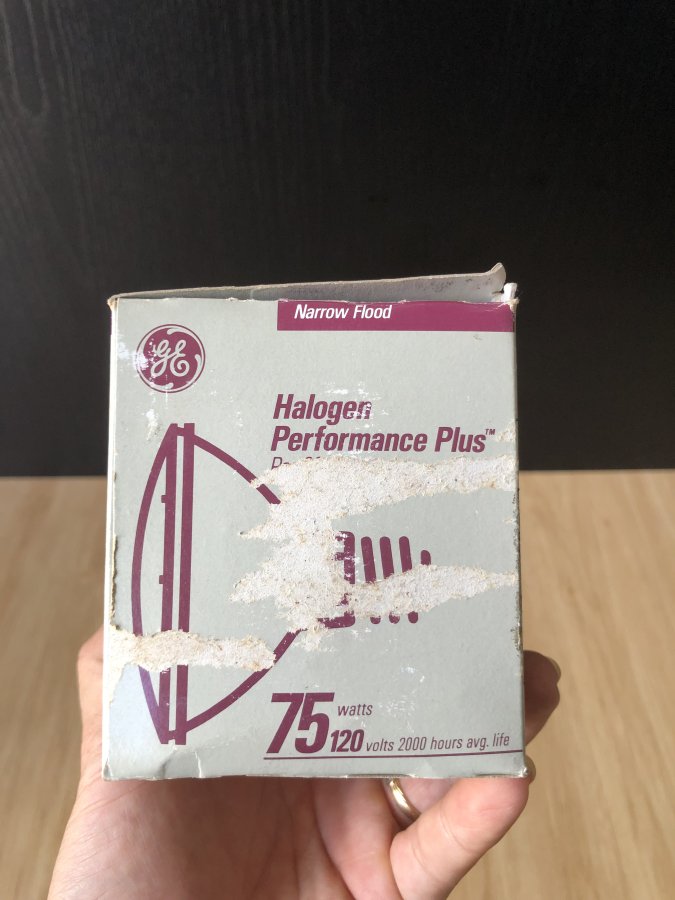 Narrow Flood
GE
Halogen
Performance Plus™
75 watts
120 volts 2000 hours avg. life